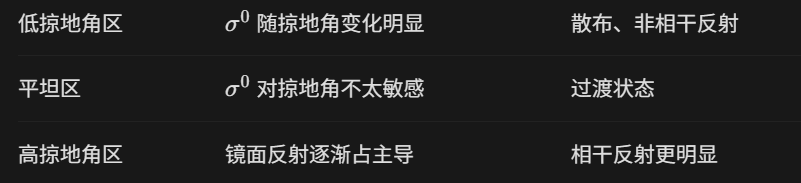 低掠地角区 σ⁰ 随掠地角变化明显 散布、非相干反射
平坦区 σ⁰ 对掠地角不太敏感 过渡状态
高掠地角区 镜面反射逐渐占主导 相干反射更明显